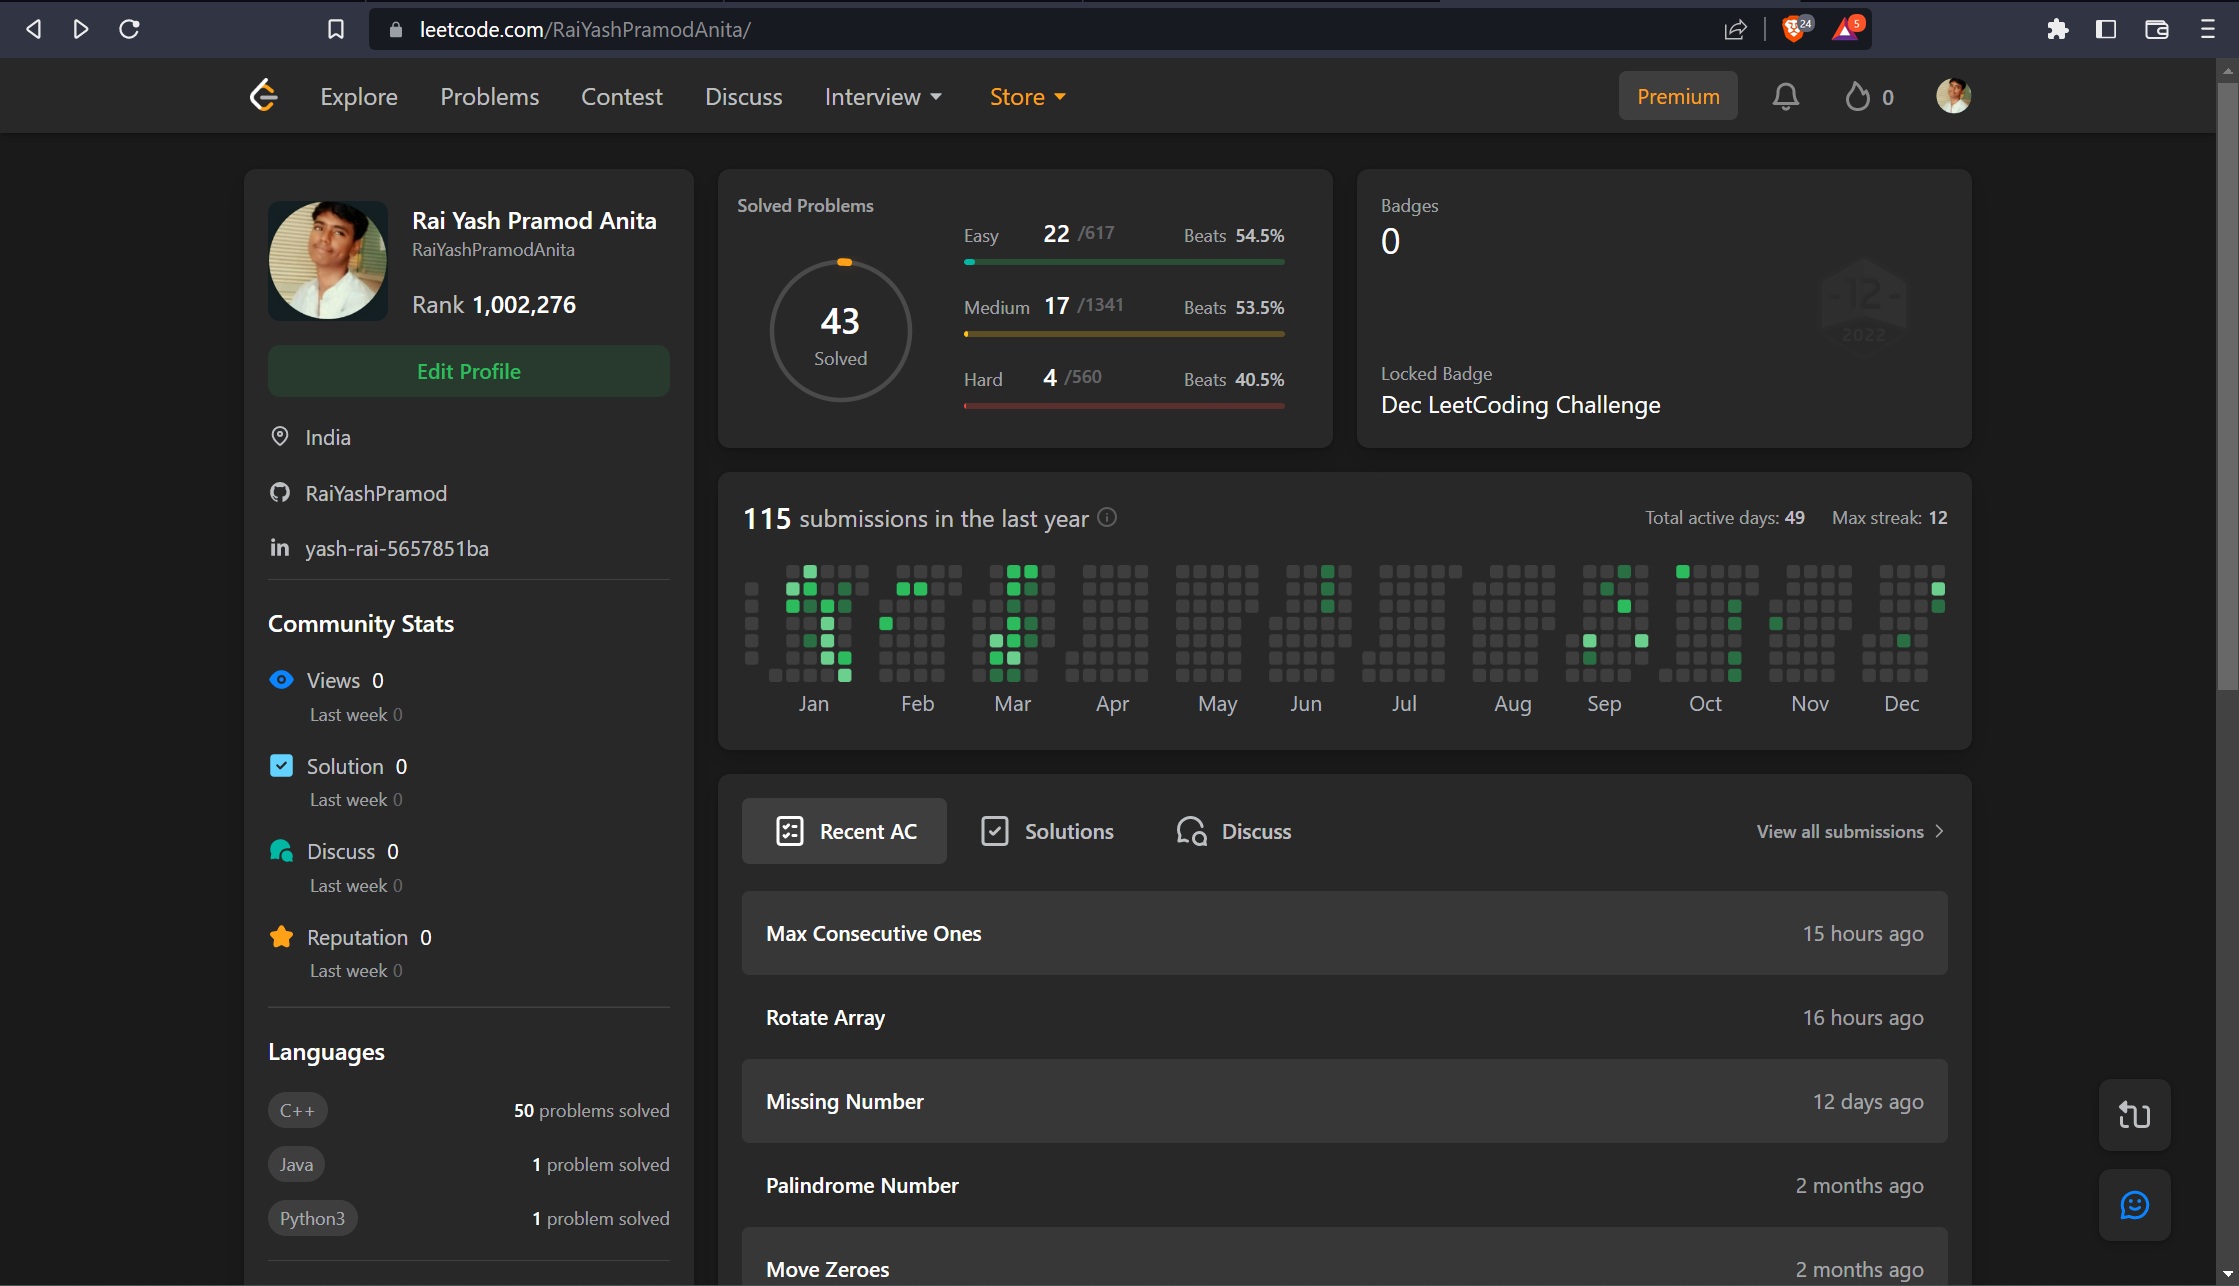 leetcode.com/RaiYashPramodAnita/
24
5
Explore Problems Contest Discuss Interview Store Premium 0
Rai Yash Pramod Anita
RaiYashPramodAnita
Rank 1,002,276
Edit Profile
India
RaiYashPramod
in yash-rai-5657851ba
Community Stats
Views 0
Last week 0
Solution 0
Last week 0
Discuss 0
Last week 0
Reputation 0
Last week 0
Languages
C++ 50 problems solved
Java 1 problem solved
Python3 1 problem solved
Solved Problems
43
Solved
Easy 22 /617 Beats 54.5%
Medium 17 /1341 Beats 53.5%
Hard 4 /560 Beats 40.5%
Badges
0
12
2022
Locked Badge
Dec LeetCoding Challenge
115 submissions in the last year Total active days: 49 Max streak: 12
Jan Feb Mar Apr May Jun Jul Aug Sep Oct Nov Dec
Recent AC Solutions Discuss View all submissions
Max Consecutive Ones 15 hours ago
Rotate Array 16 hours ago
Missing Number 12 days ago
Palindrome Number 2 months ago
Move Zeroes 2 months ago